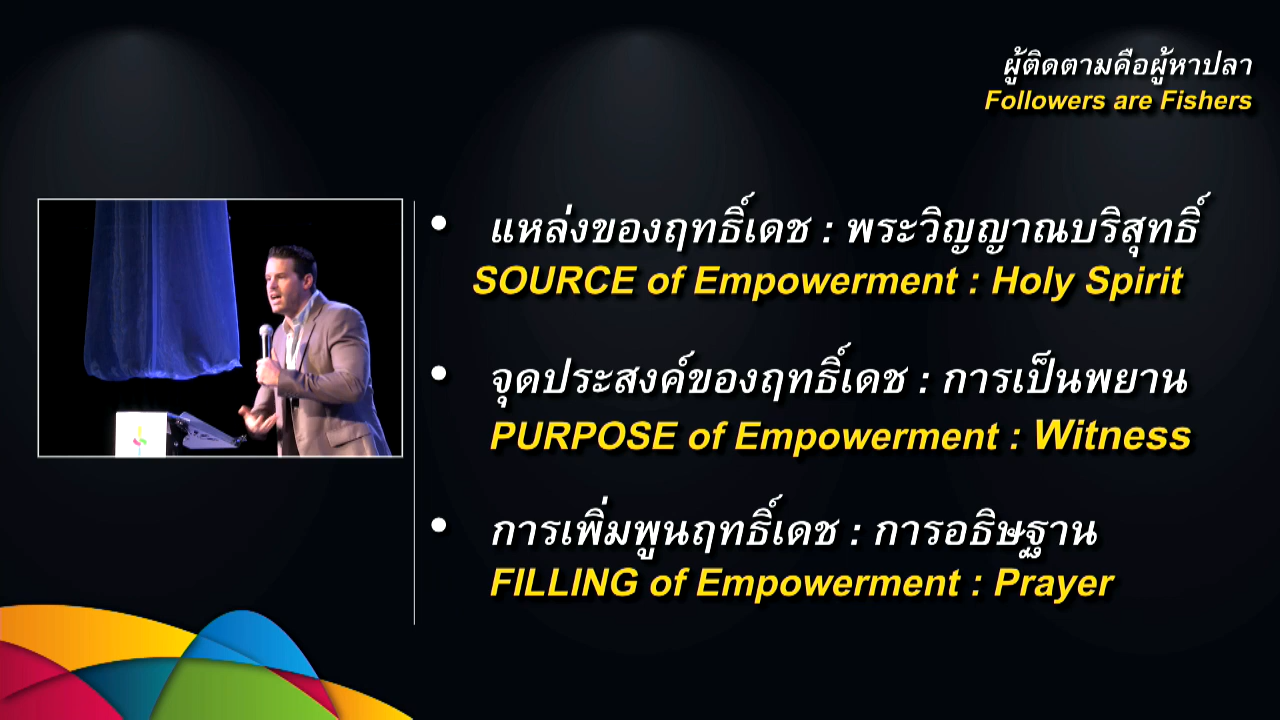 ผู้ติดตามคือผู้หาปลา
Followers are Fishers
• แหล่งของฤทธิ์เดช : พระวิญญาณบริสุทธิ์
SOURCE of Empowerment : Holy Spirit
• จุดประสงค์ของฤทธิ์เดช : การเป็นพยาน
PURPOSE of Empowerment : Witness
• การเพิ่มพูนฤทธิ์เดช : การอธิษฐาน
FILLING of Empowerment : Prayer